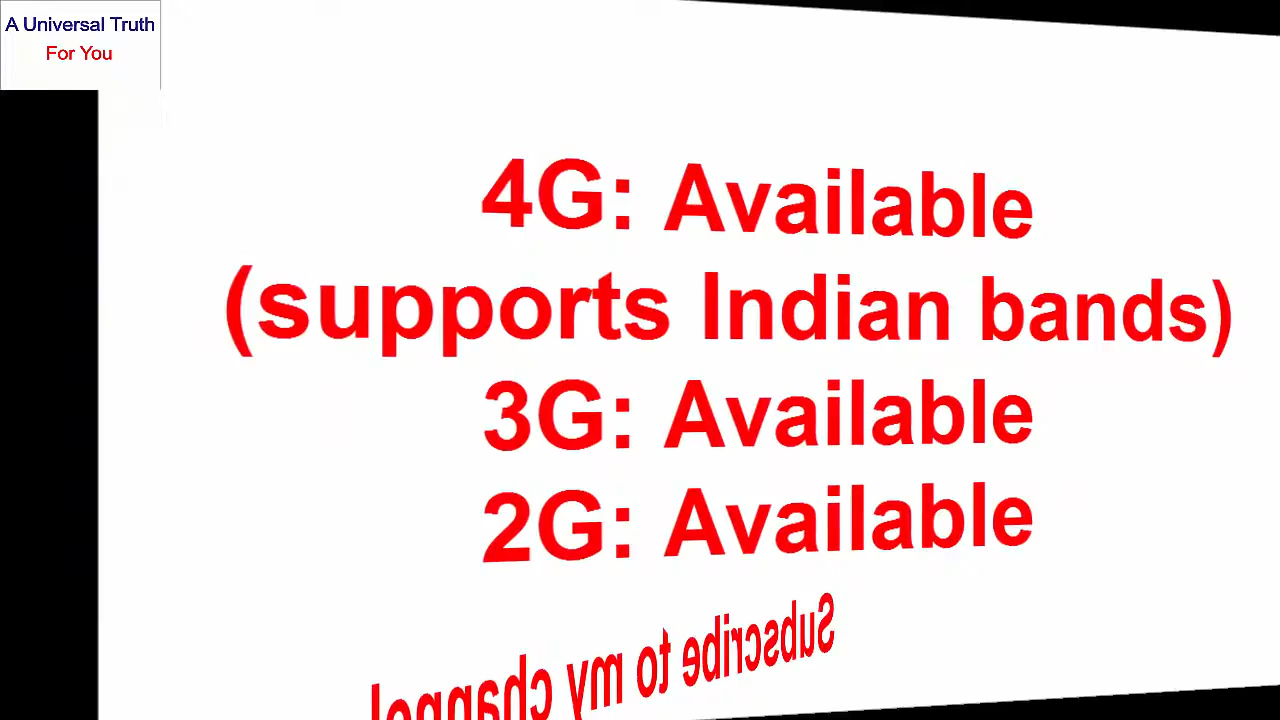 A Universal Truth
For You
4G: Available
(supports Indian bands)
3G: Available
2G: Available
Subscribe to my channel